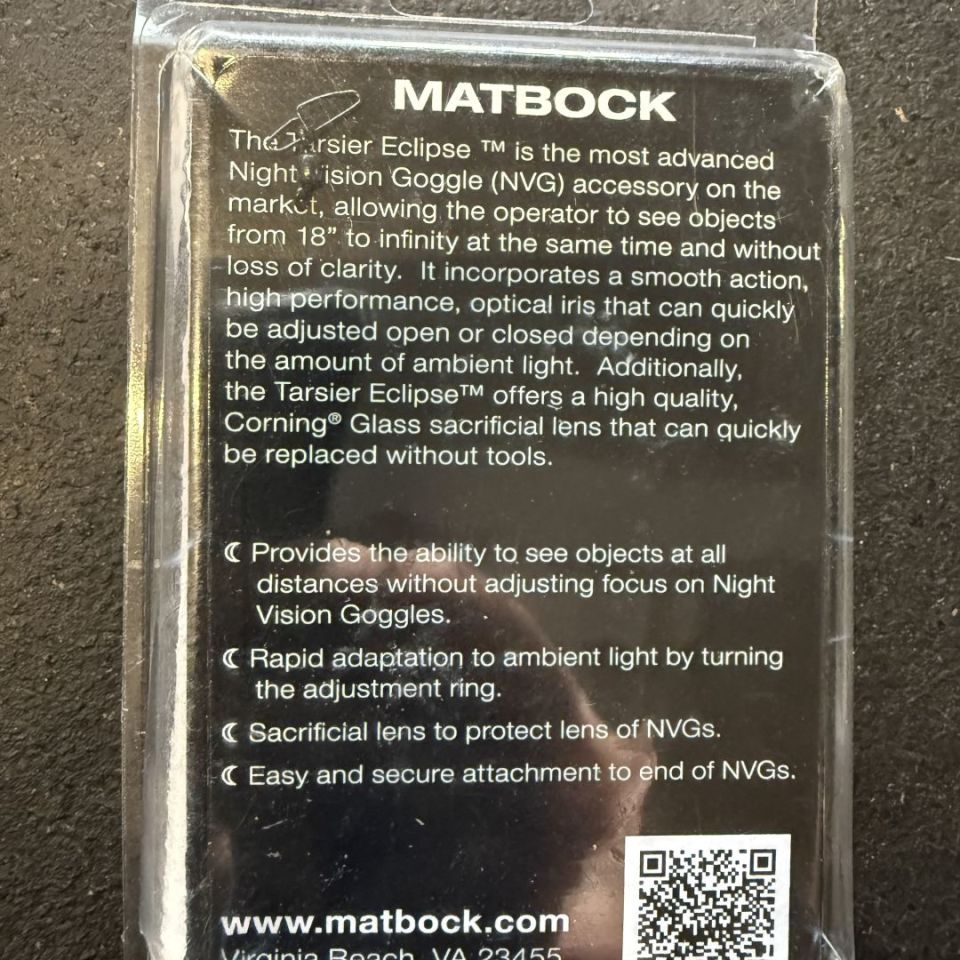 MATBOCK
The Tarsier Eclipse ™ is the most advanced
Night Vision Goggle (NVG) accessory on the
market, allowing the operator to see objects
from 18” to infinity at the same time and without
loss of clarity. It incorporates a smooth action,
high performance, optical iris that can quickly
be adjusted open or closed depending on
the amount of ambient light. Additionally,
the Tarsier Eclipse™ offers a high quality,
Corning® Glass sacrificial lens that can quickly
be replaced without tools.
Provides the ability to see objects at all
distances without adjusting focus on Night
Vision Goggles.
Rapid adaptation to ambient light by turning
the adjustment ring.
Sacrificial lens to protect lens of NVGs.
Easy and secure attachment to end of NVGs.
www.matbock.com
Virginia Beach, VA 23455